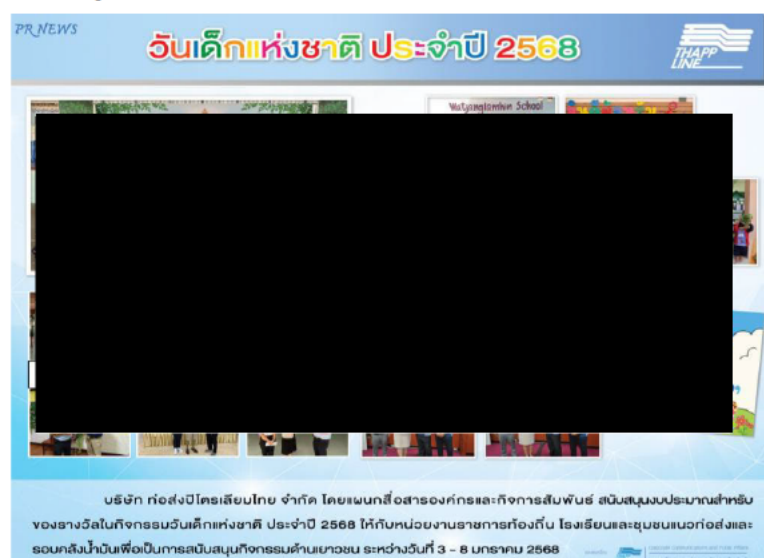 PR NEWS
วันเด็กแห่งชาติ ประจำปี 2568
THAPP
LINE
Watyanglomiven School
บริษัท ท่อส่งปิโตรเลียมไทย จำกัด โดยแผนกสื่อสารองค์กรและกิจการสัมพันธ์ สนับสนุนงบประมาณสำหรับ
ของรางวัลในกิจกรรมวันเด็กแห่งชาติ ประจำปี 2568 ให้กับหน่วยงานราชการท้องถิ่น โรงเรียนและชุมชนแนวท่อส่งและ
รอบคลังน้ำมันเพื่อเป็นการสนับสนุนกิจกรรมด้านเยาวชน ระหว่างวันที่ 3 - 8 มกราคม 2568